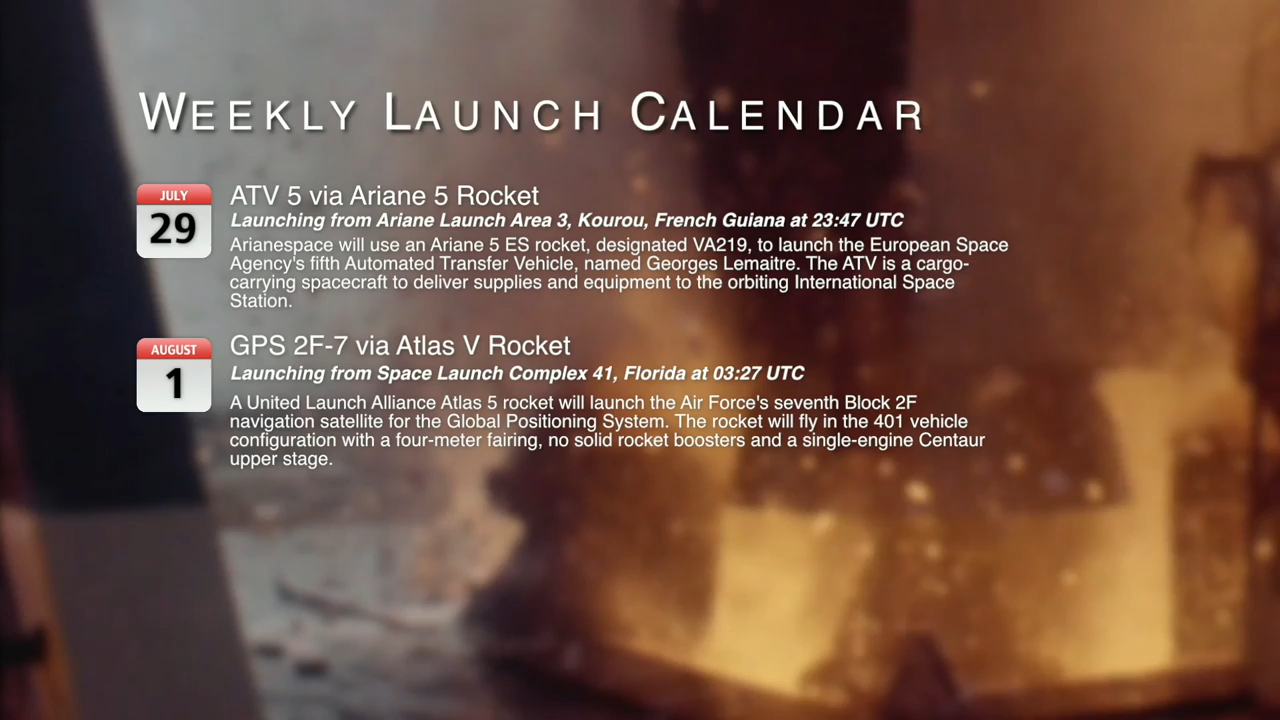 WEEKLY LAUNCH CALENDAR
JULY
29
ATV 5 via Ariane 5 Rocket
Launching from Ariane Launch Area 3, Kourou, French Guiana at 23:47 UTC
Arianespace will use an Ariane 5 ES rocket, designated VA219, to launch the European Space
Agency's fifth Automated Transfer Vehicle, named Georges Lemaitre. The ATV is a cargo-
carrying spacecraft to deliver supplies and equipment to the orbiting International Space
Station.
AUGUST
1
GPS 2F-7 via Atlas V Rocket
Launching from Space Launch Complex 41, Florida at 03:27 UTC
A United Launch Alliance Atlas 5 rocket will launch the Air Force's seventh Block 2F
navigation satellite for the Global Positioning System. The rocket will fly in the 401 vehicle
configuration with a four-meter fairing, no solid rocket boosters and a single-engine Centaur
upper stage.